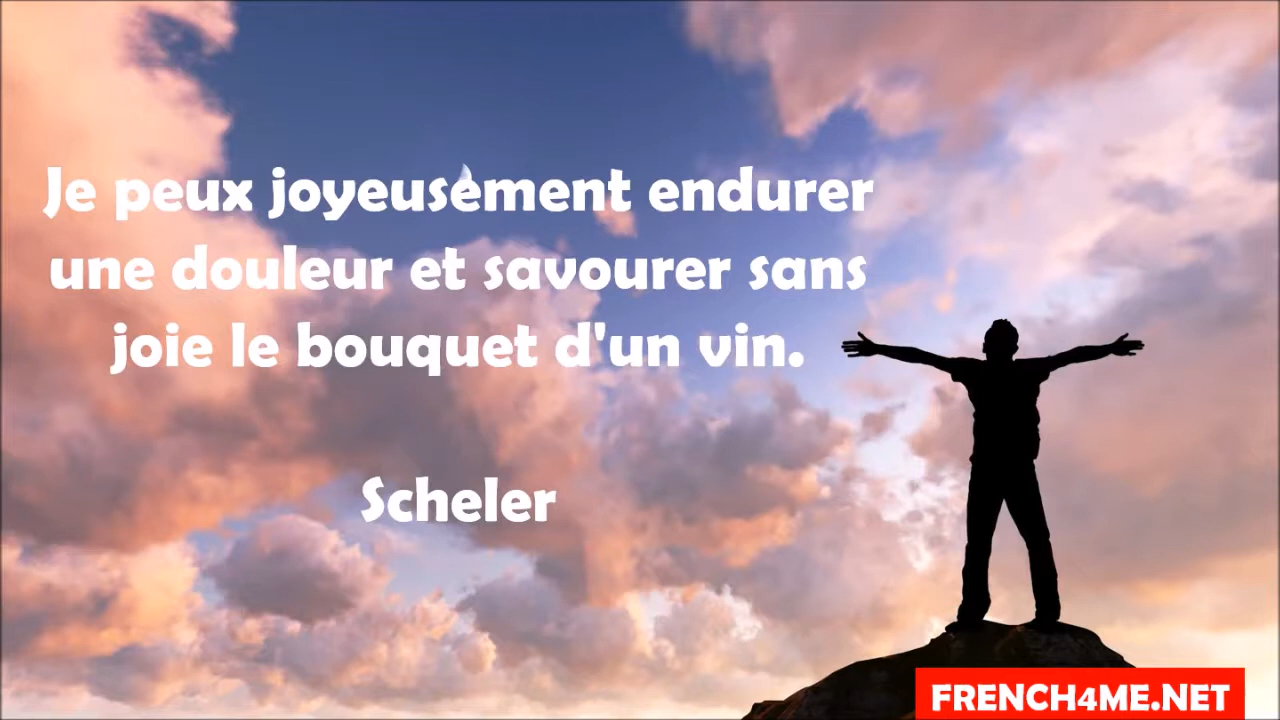 Je peux joyeusement endurer
une douleur et savourer sans
joie le bouquet d'un vin.
Scheler
FRENCH4ME.NET